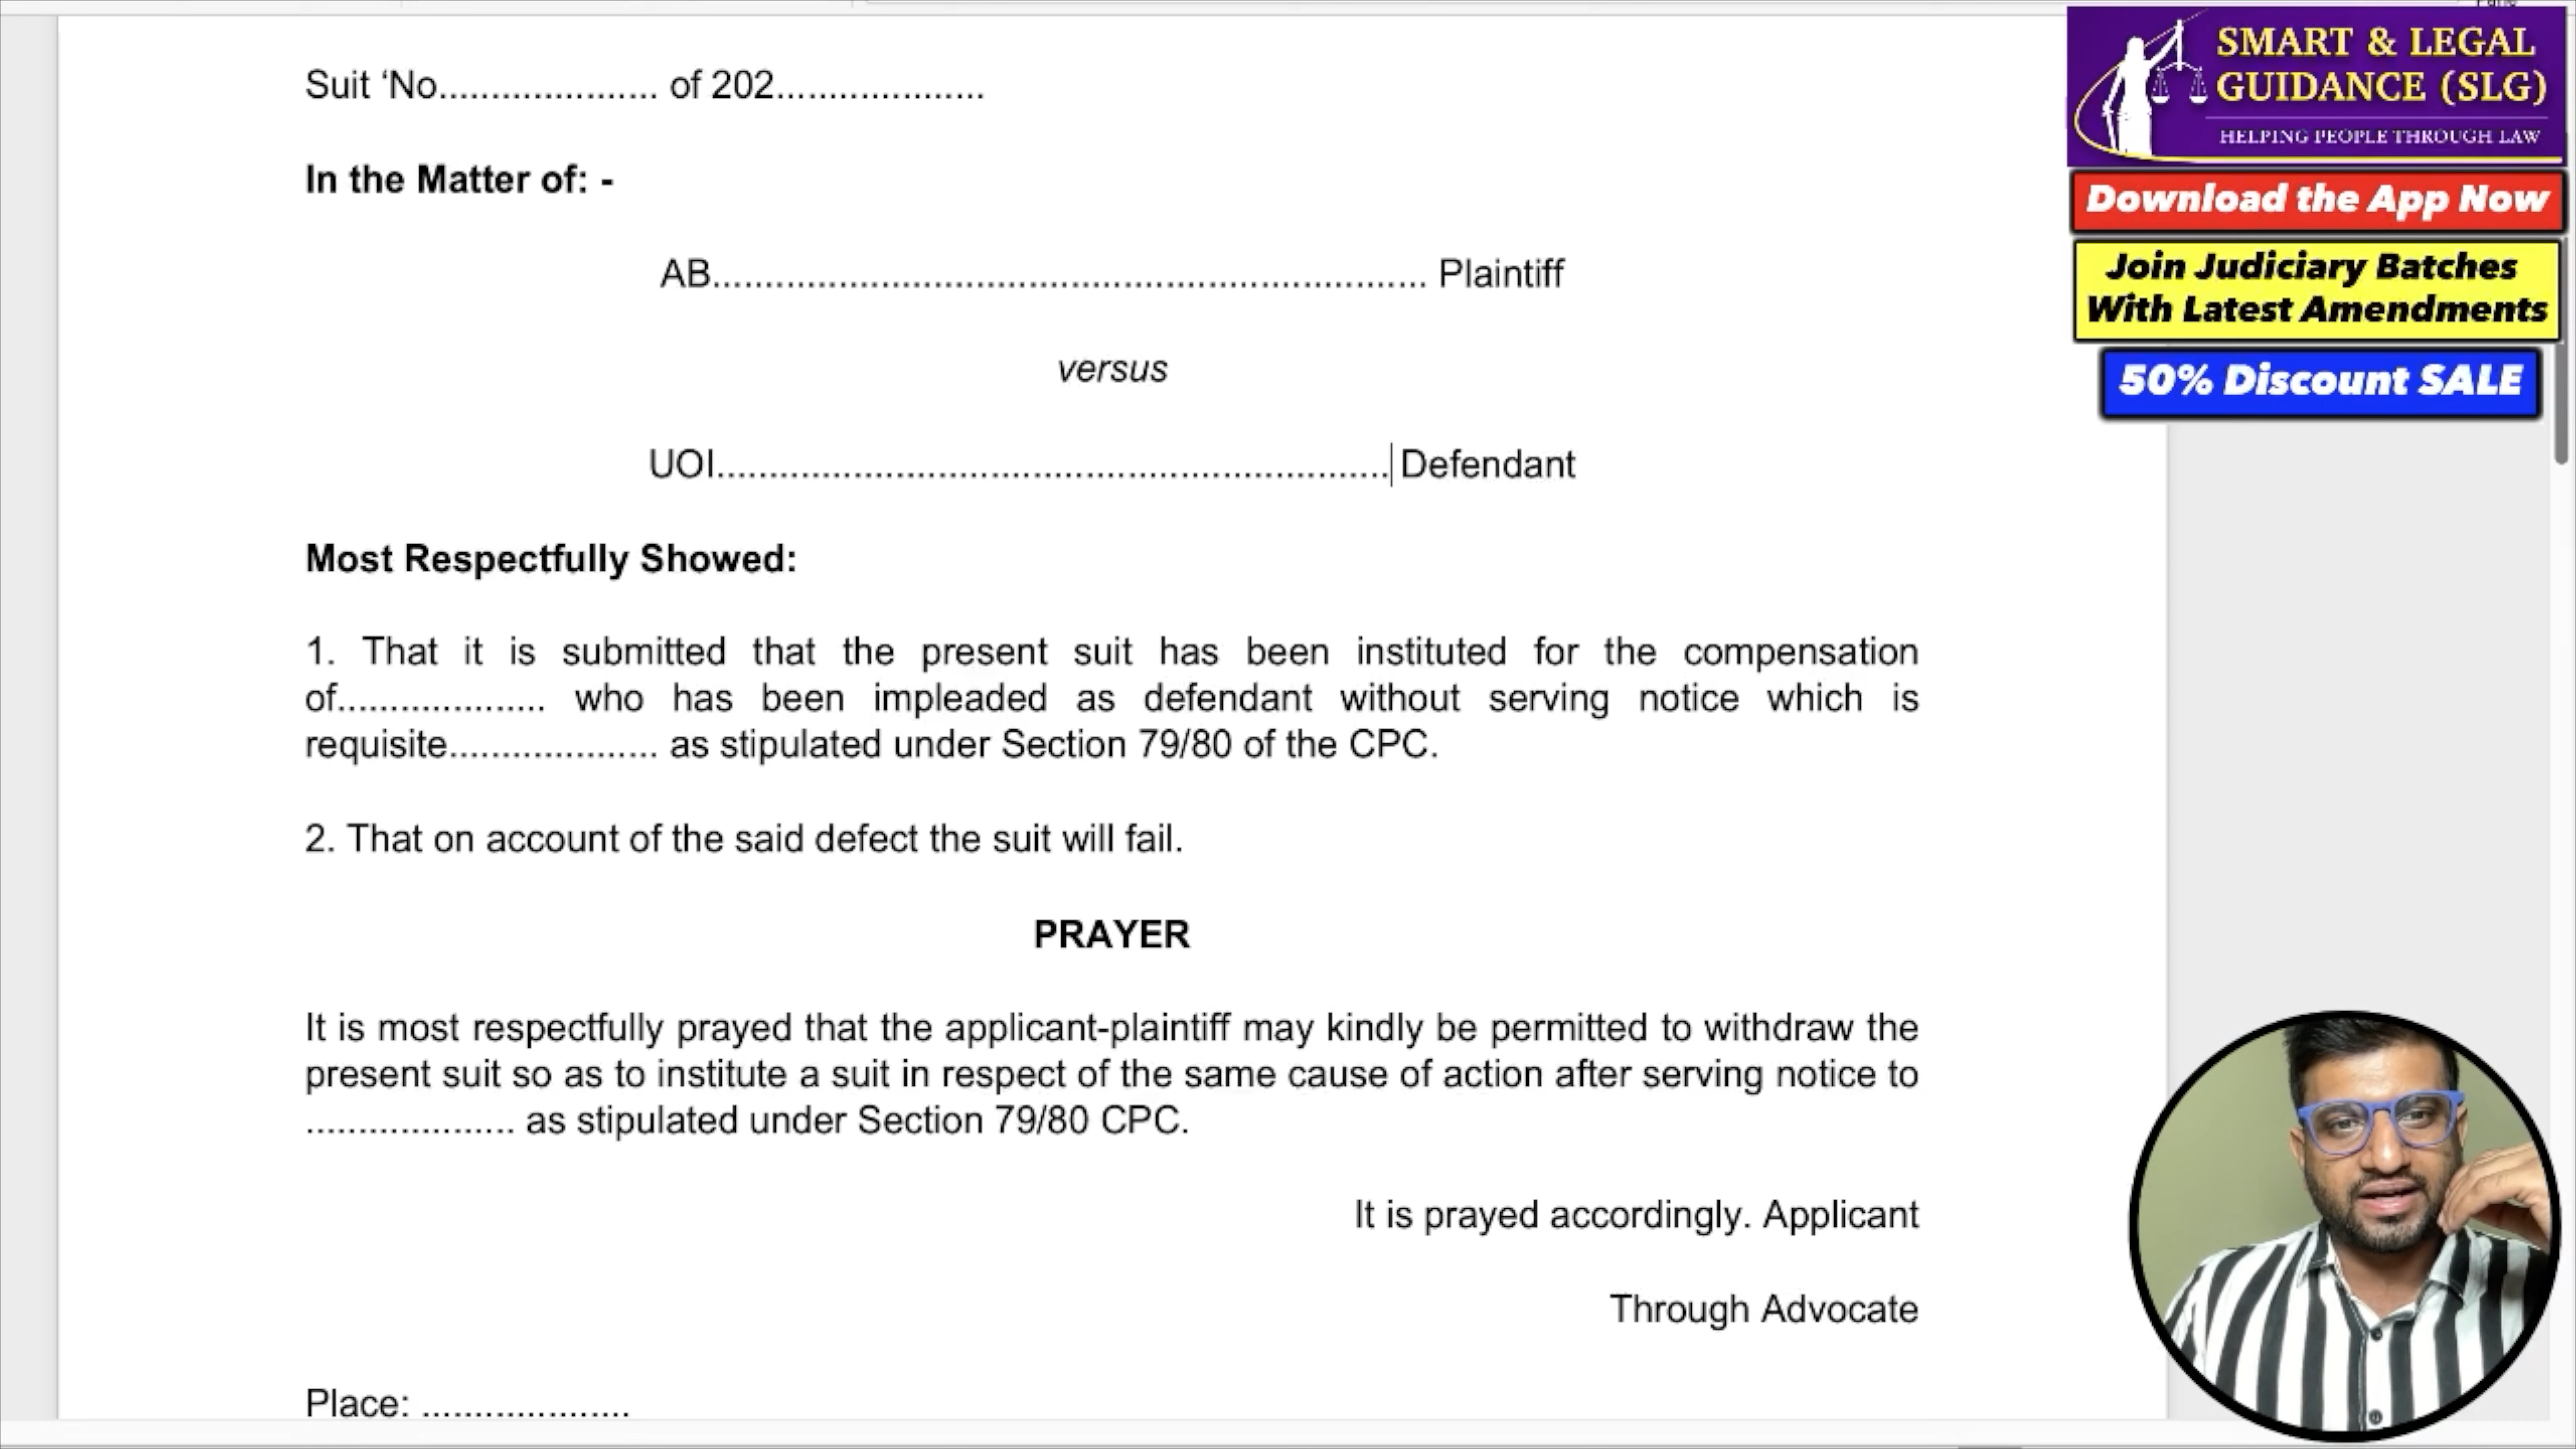 Suit ‘No..................... of 202....................
In the Matter of: -
AB..................................................................... Plaintiff
versus
UOI................................................................. Defendant
Most Respectfully Showed:
1. That it is submitted that the present suit has been instituted for the compensation
of.................... who has been impleaded as defendant without serving notice which is
requisite.................... as stipulated under Section 79/80 of the CPC.
2. That on account of the said defect the suit will fail.
PRAYER
It is most respectfully prayed that the applicant-plaintiff may kindly be permitted to withdraw the
present suit so as to institute a suit in respect of the same cause of action after serving notice to
.................... as stipulated under Section 79/80 CPC.
It is prayed accordingly. Applicant
Through Advocate
Place: ....................
SMART & LEGAL
GUIDANCE (SLG)
HELPING PEOPLE THROUGH LAW
Download the App Now
Join Judiciary Batches
With Latest Amendments
50% Discount SALE